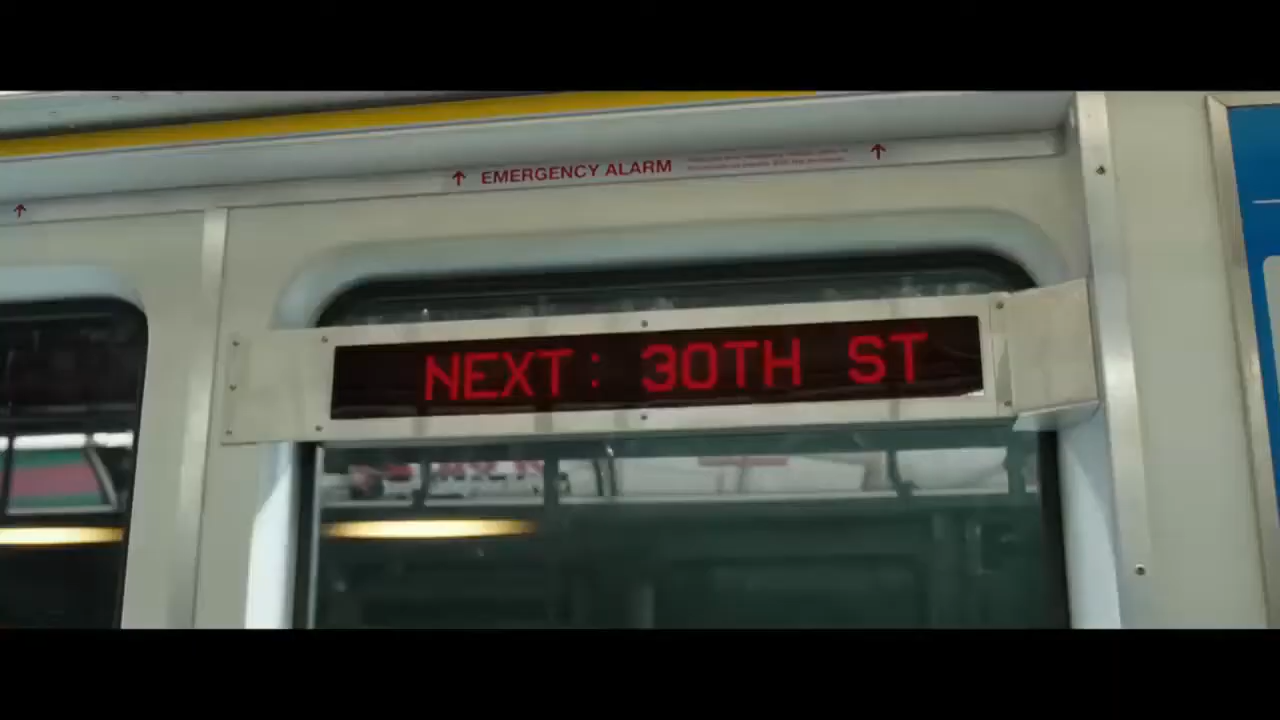 ↑ EMERGENCY ALARM ↑
NEXT: 30TH ST